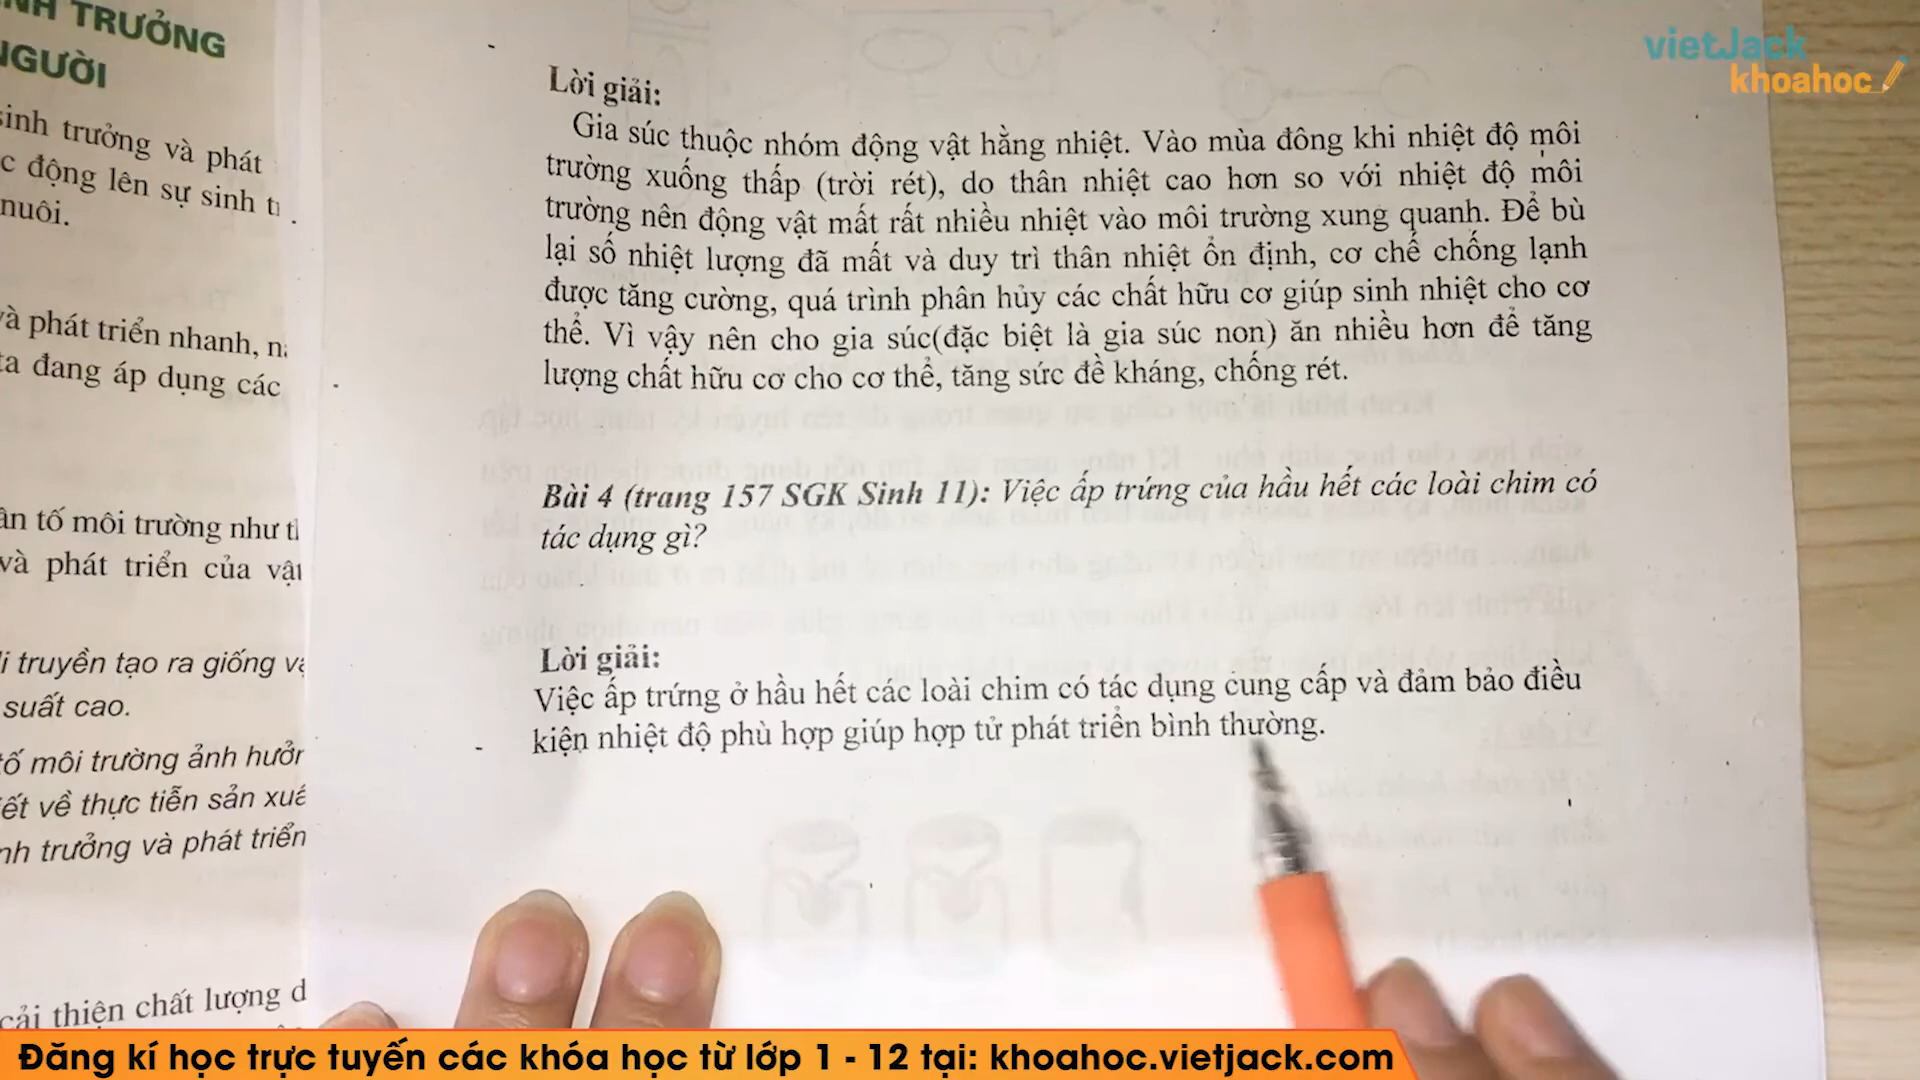 NH TRƯỞNG
NGƯỜI
sinh trưởng và phát
c động lên sự sinh
nuôi.
và phát triển nhanh,
ta đang áp dụng các
ân tố môi trường như
và phát triển của vật
di truyền tạo ra giống
suất cao.
tố môi trường ảnh hưởn
iết về thực tiễn sản xuấ
nh trưởng và phát triển
cải thiện chất lượng d
vietJack
khoahoc
Lời giải:
Gia súc thuộc nhóm động vật hằng nhiệt. Vào mùa đông khi nhiệt độ môi
trường xuống thấp (trời rét), do thân nhiệt cao hơn so với nhiệt độ môi
trường nên động vật mất rất nhiều nhiệt vào môi trường xung quanh. Để bù
lại số nhiệt lượng đã mất và duy trì thân nhiệt ổn định, cơ chế chống lạnh
được tăng cường, quá trình phân hủy các chất hữu cơ giúp sinh nhiệt cho cơ
thể. Vì vậy nên cho gia súc(đặc biệt là gia súc non) ăn nhiều hơn để tăng
lượng chất hữu cơ cho cơ thể, tăng sức đề kháng, chống rét.
Bài 4 (trang 157 SGK Sinh 11): Việc ấp trứng của hầu hết các loài chim có
tác dụng gì?
Lời giải:
Việc ấp trứng ở hầu hết các loài chim có tác dụng cung cấp và đảm bảo điều
kiện nhiệt độ phù hợp giúp hợp tử phát triển bình thường.
Đăng kí học trực tuyến các khóa học từ lớp 1 - 12 tại: khoahoc.vietjack.com